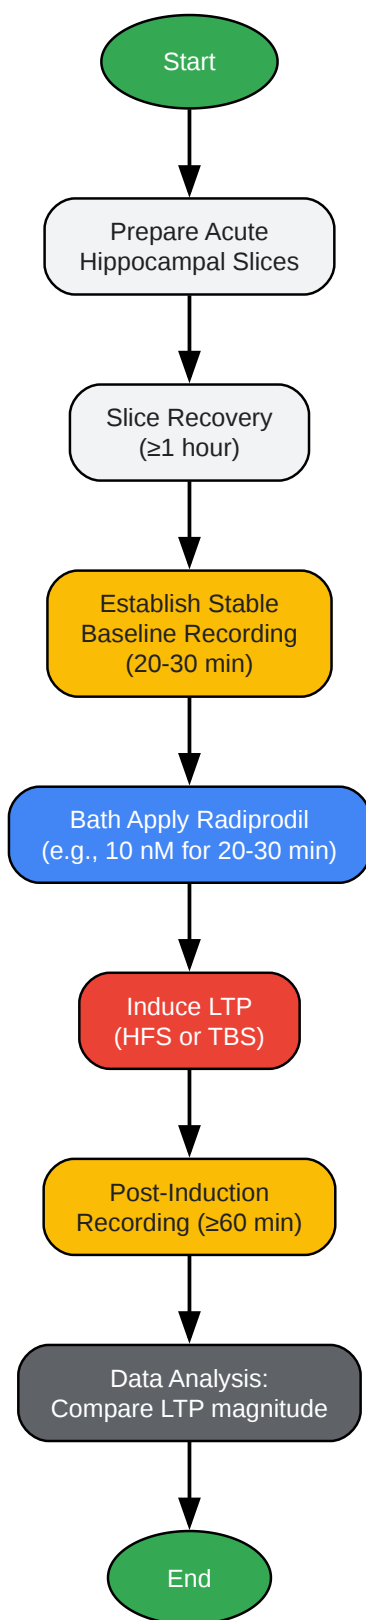 Start
Prepare Acute
Hippocampal Slices
Slice Recovery
(≥1 hour)
Establish Stable
Baseline Recording
(20-30 min)
Bath Apply Radiprodil
(e.g., 10 nM for 20-30 min)
Induce LTP
(HFS or TBS)
Post-Induction
Recording (≥60 min)
Data Analysis:
Compare LTP magnitude
End